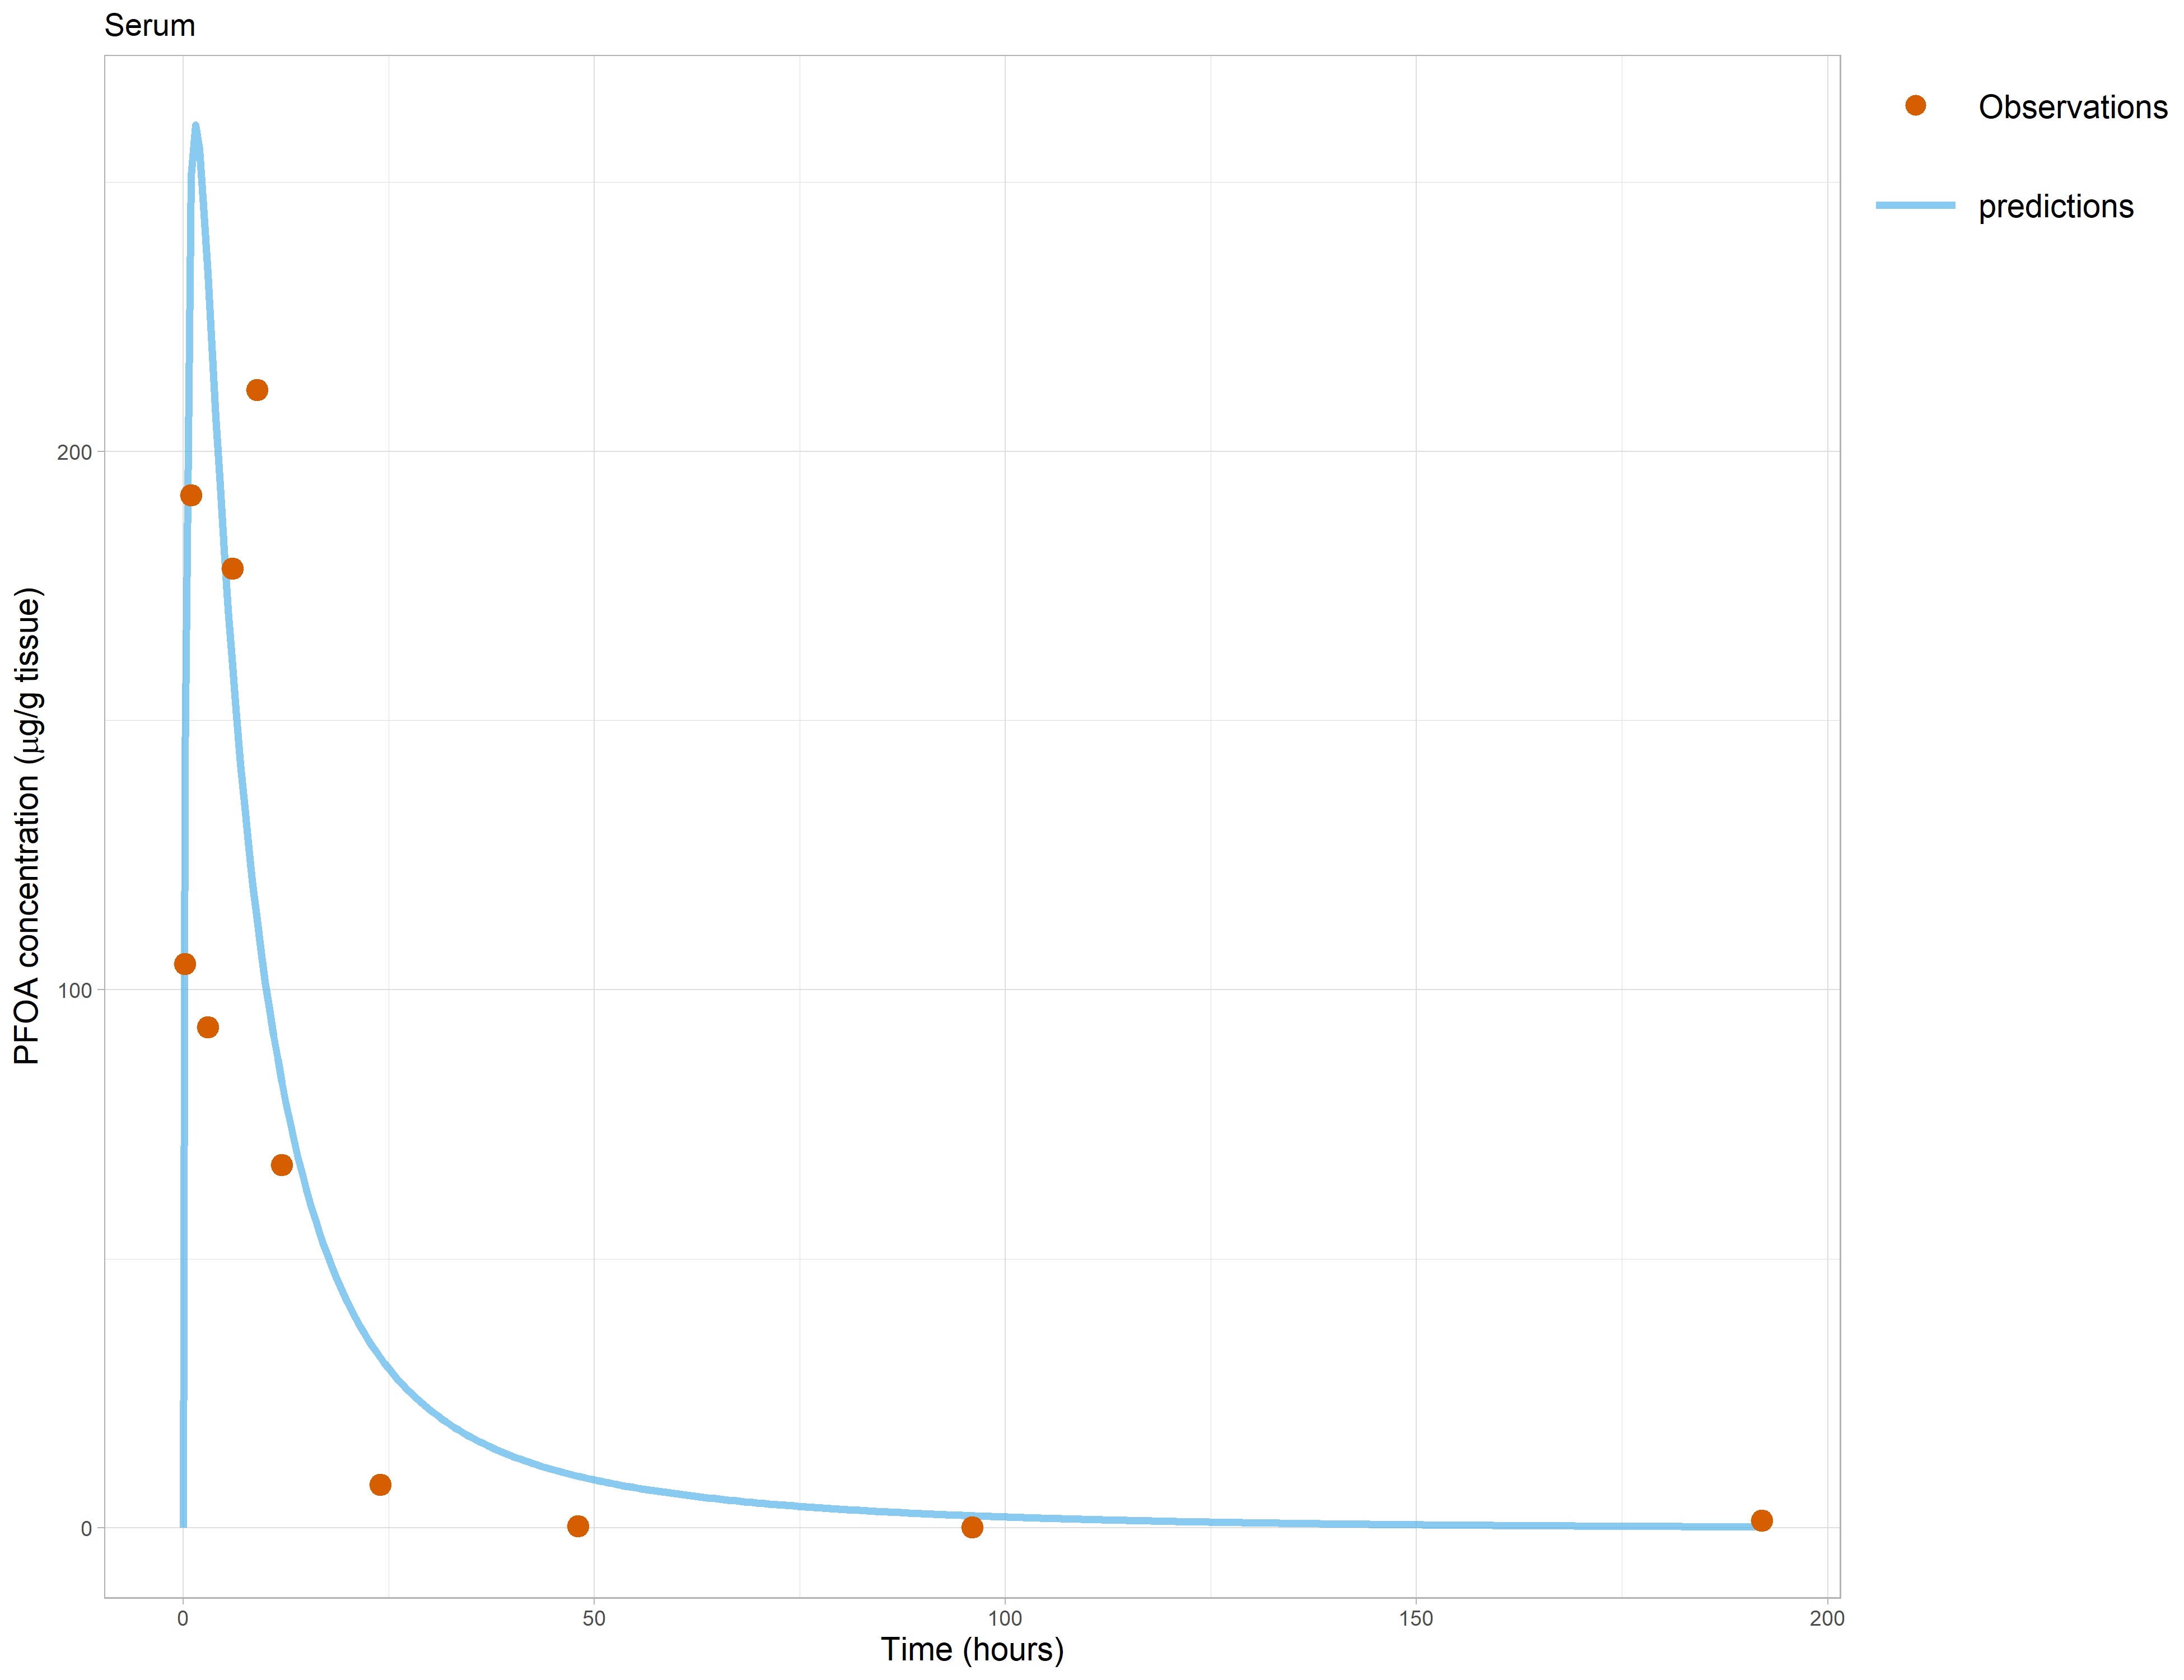 Serum
Observations
predictions
PFOA concentration (μg/g tissue)
200
100
0
0
50
100
150
200
Time (hours)